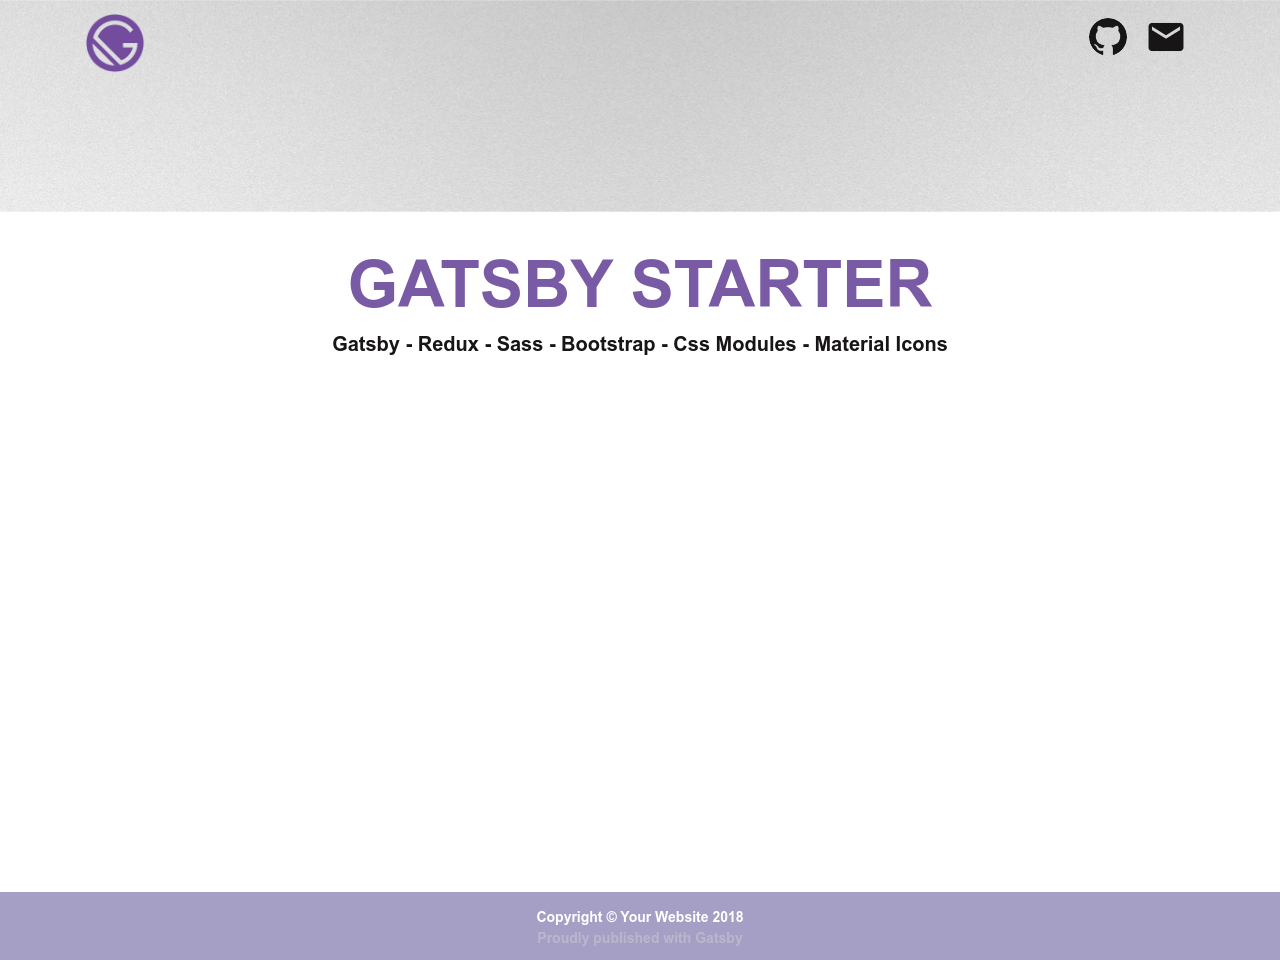 GATSBY STARTER
Gatsby - Redux - Sass - Bootstrap - Css Modules - Material Icons
Copyright © Your Website 2018
Proudly published with Gatsby